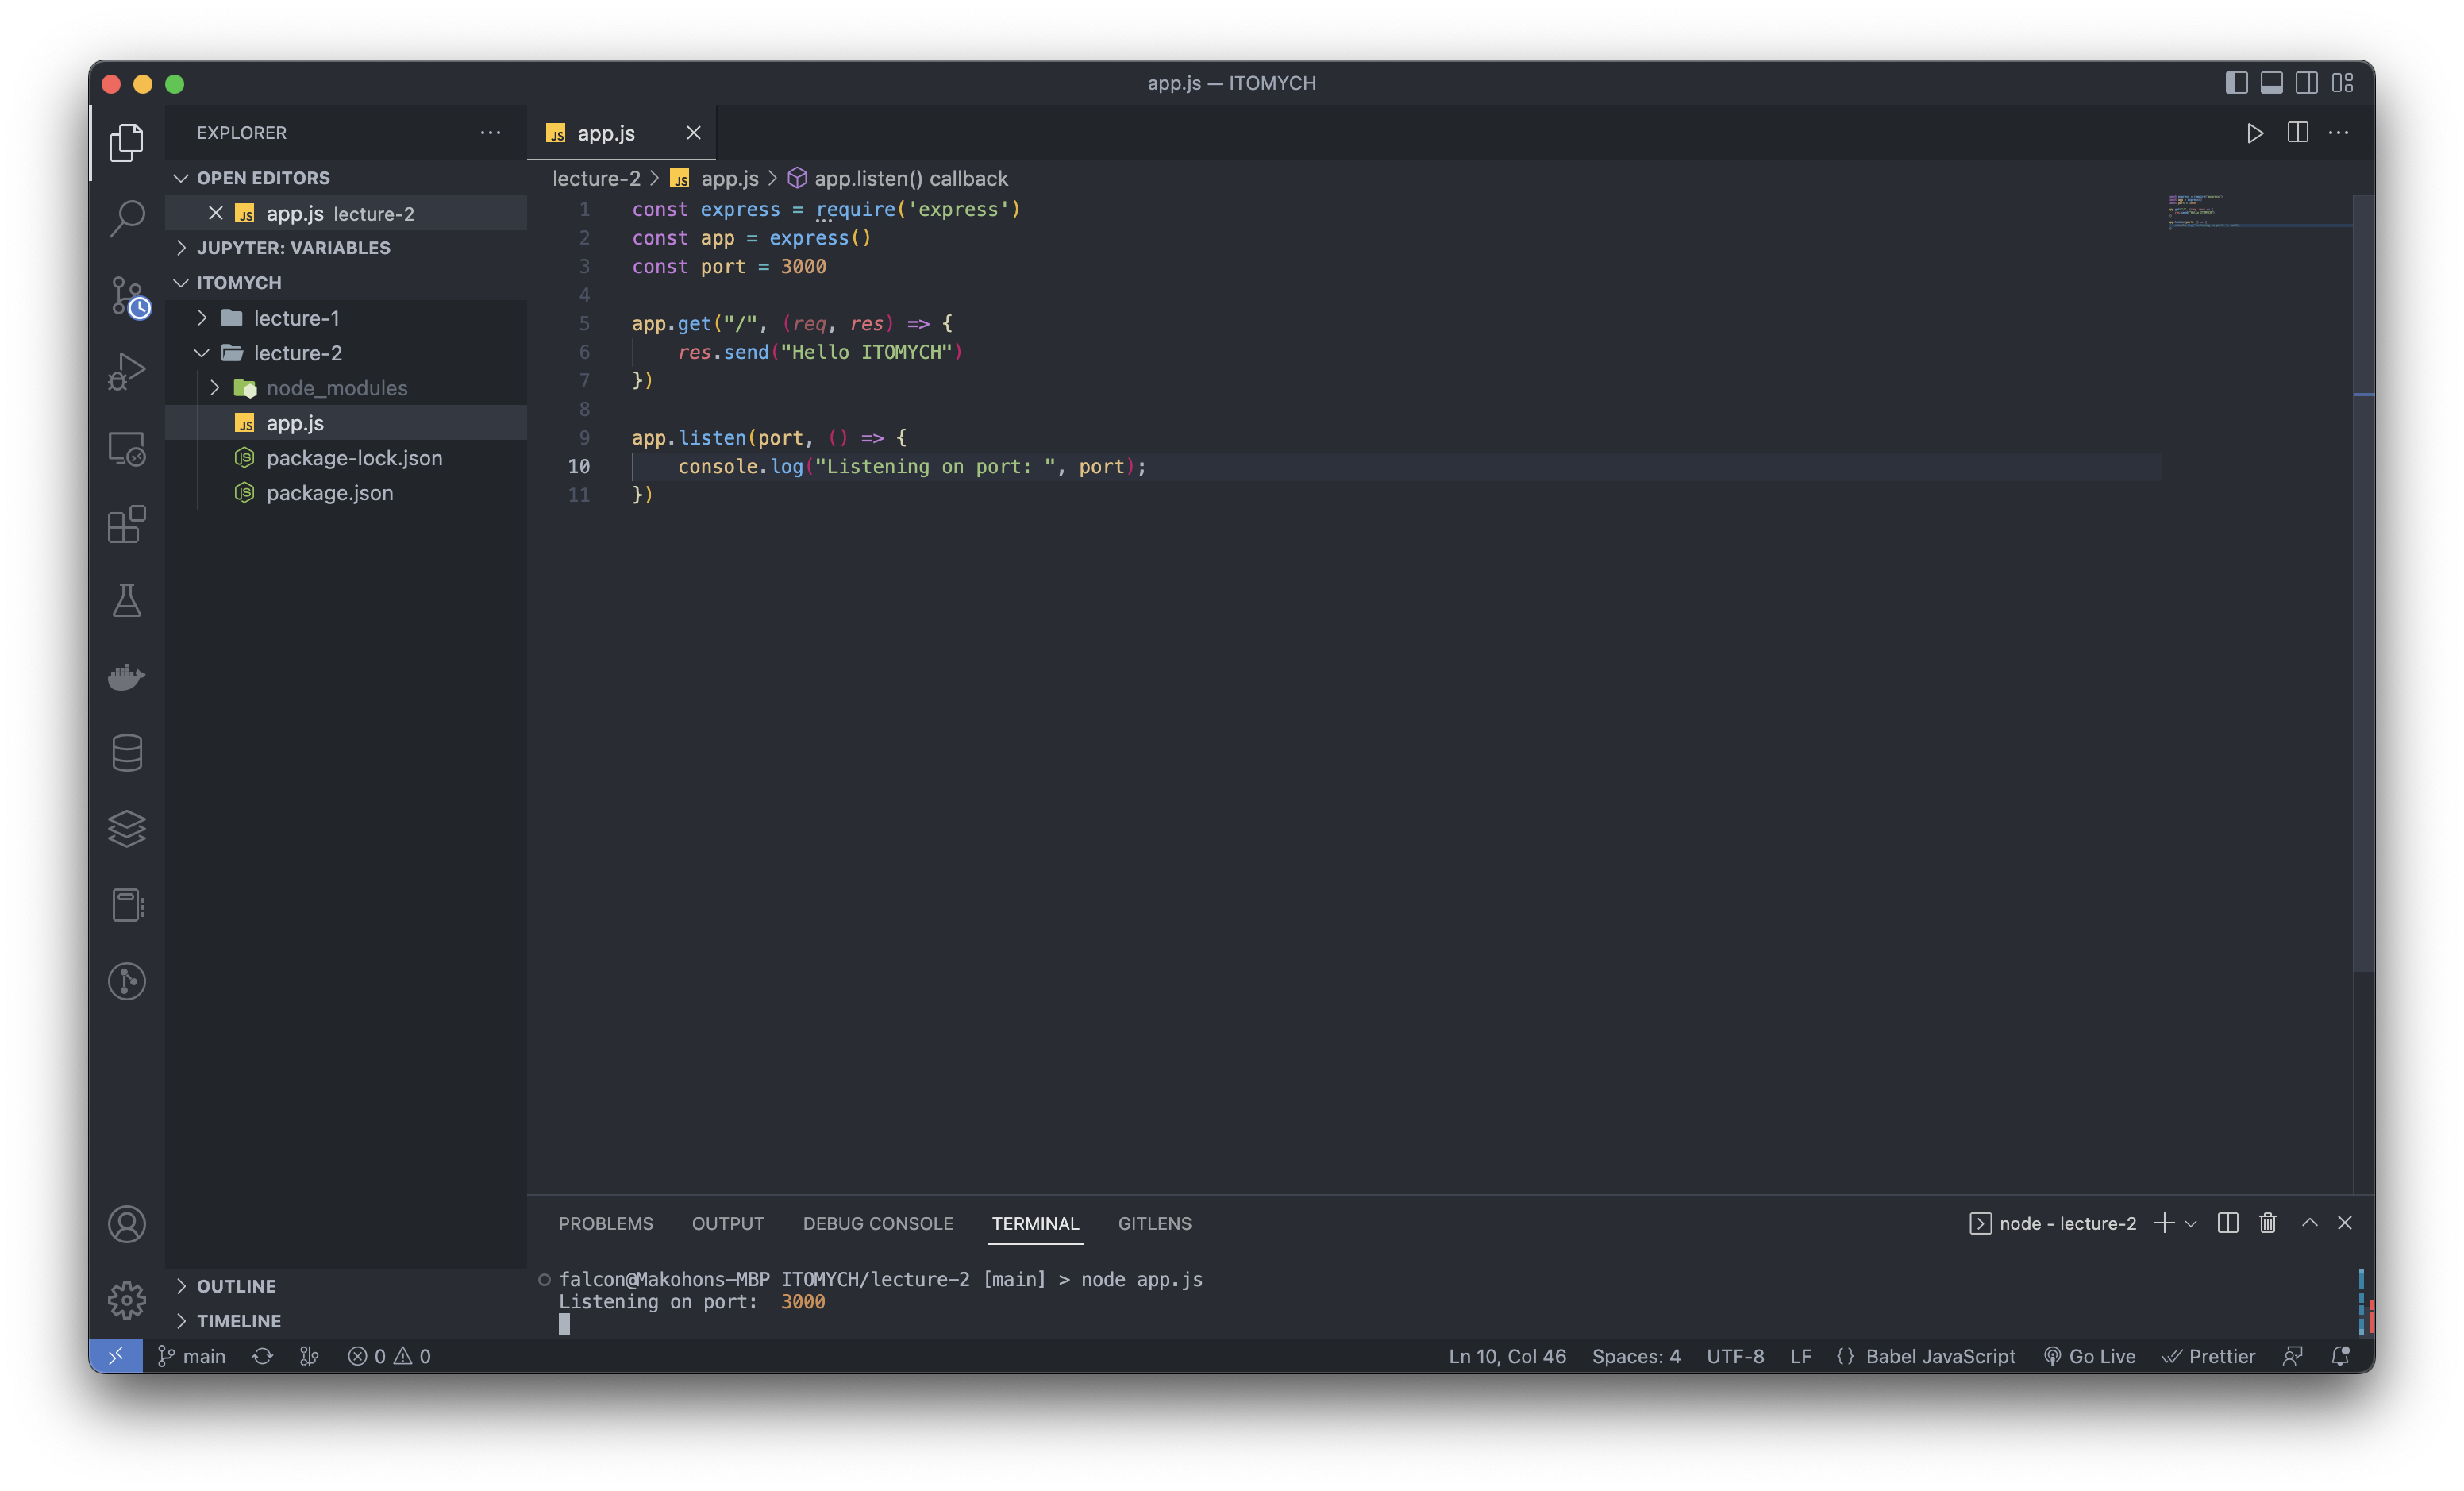 app.js — ITOMYCH
EXPLORER
OPEN EDITORS
JS app.js lecture-2
JUPYTER: VARIABLES
ITOMYCH
lecture-1
lecture-2
node_modules
JS app.js
JS package-lock.json
JS package.json
OUTLINE
TIMELINE
JS app.js
lecture-2 > JS app.js > app.listen() callback
1 const express = require('express')
2 const app = express()
3 const port = 3000
4
5 app.get("/", (req, res) => {
6     res.send("Hello ITOMYCH")
7 })
8
9 app.listen(port, () => {
10     console.log("Listening on port: ", port);
11 })
PROBLEMS OUTPUT DEBUG CONSOLE TERMINAL GITLENS
node - lecture-2
falcon@Makohons-MBP ITOMYCH/lecture-2 [main] > node app.js
Listening on port:  3000
main 0 0 Ln 10, Col 46 Spaces: 4 UTF-8 LF {} Babel JavaScript Go Live Prettier